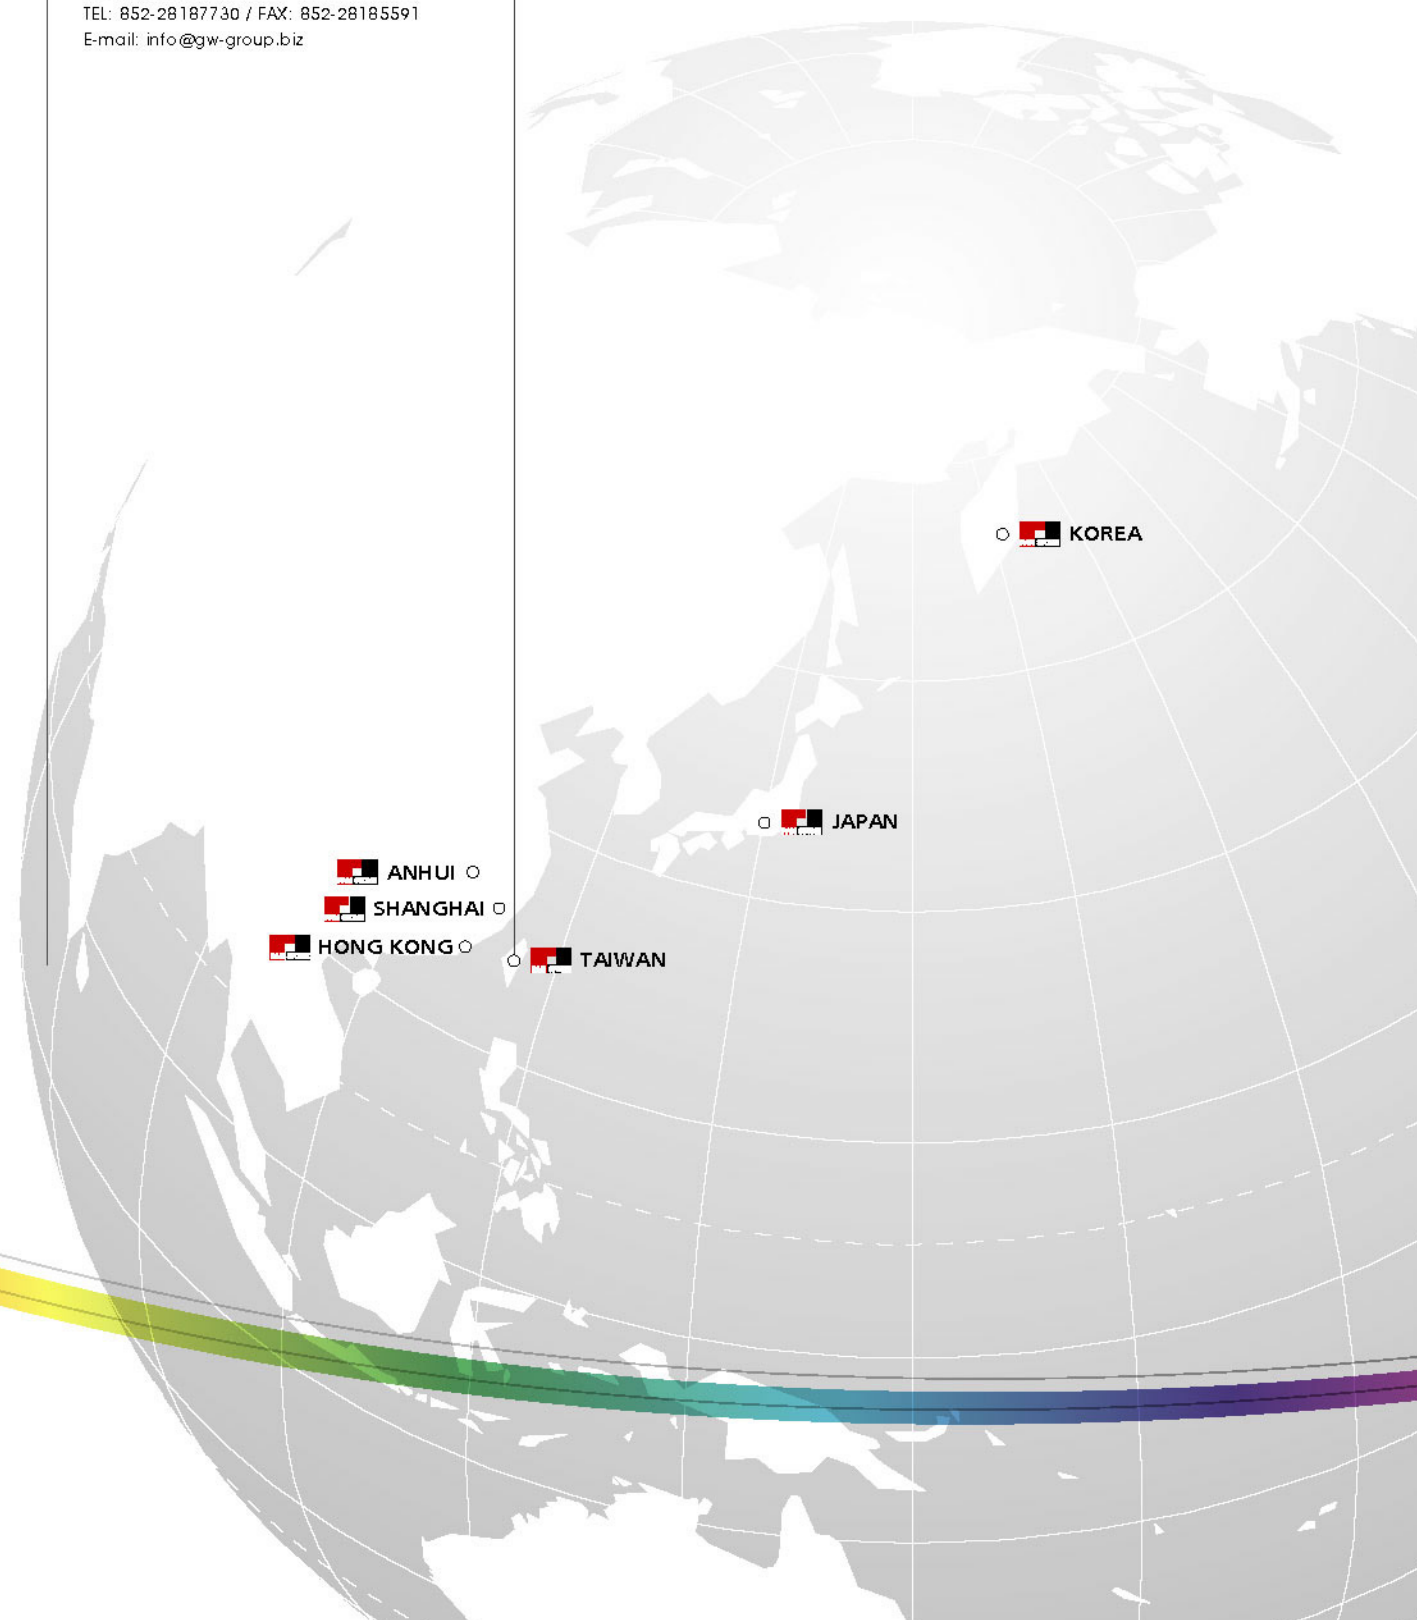 TEL: 852-28187730 / FAX: 852-28185591
E-mail: info@gw-group.biz
KOREA
JAPAN
ANHUI
SHANGHAI
HONG KONG
TAIWAN